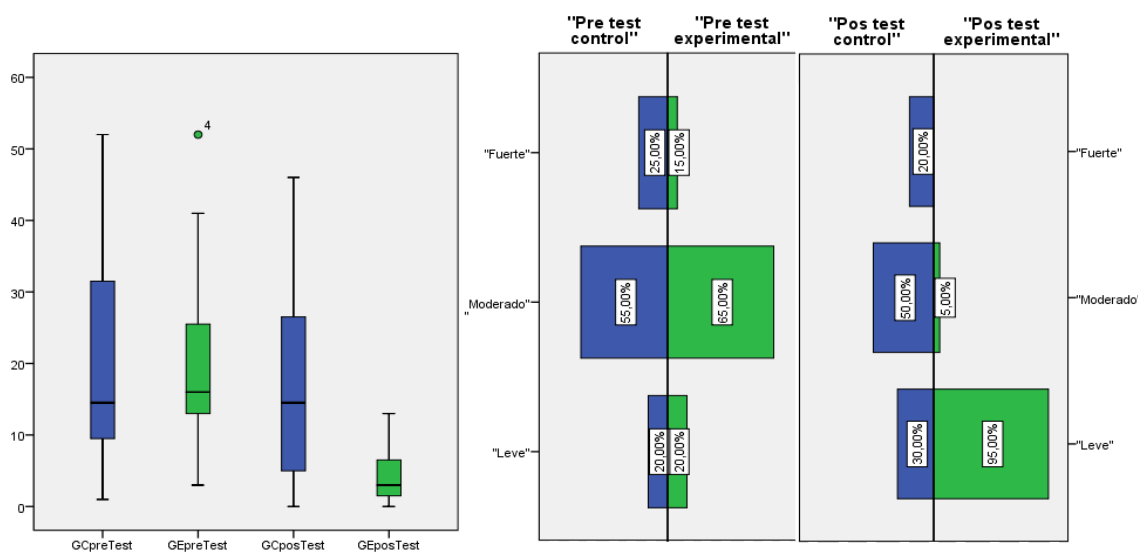 60
50
40
30
20
10
0
4
GCpreTest
GEpreTest
GCposTest
GEposTest
"Pre test control"
"Pre test experimental"
"Fuerte"
25,00%
15,00%
"Moderado"
55,00%
65,00%
"Leve"
20,00%
20,00%
"Pos test control"
"Pos test experimental"
20,00%
"Fuerte"
50,00%
5,00%
"Moderado"
30,00%
95,00%
"Leve"